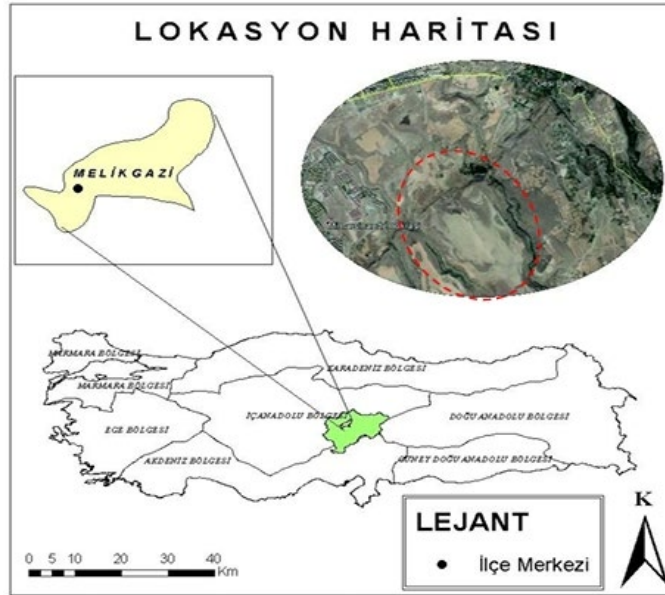 LOKASYON HARİTASI
MELİKGAZİ
MARMARA BÖLGESİ
MARMARA BÖLGESİ
KARADENİZ BÖLGESİ
EGE BÖLGESİ
İÇANADOLU BÖLGESİ
DOĞU ANADOLU BÖLGESİ
AKDENİZ BÖLGESİ
GÜNEY DOĞU ANADOLU BÖLGESİ
0 5 10 20 30 40
Km
LEJANT
İlçe Merkezi
K